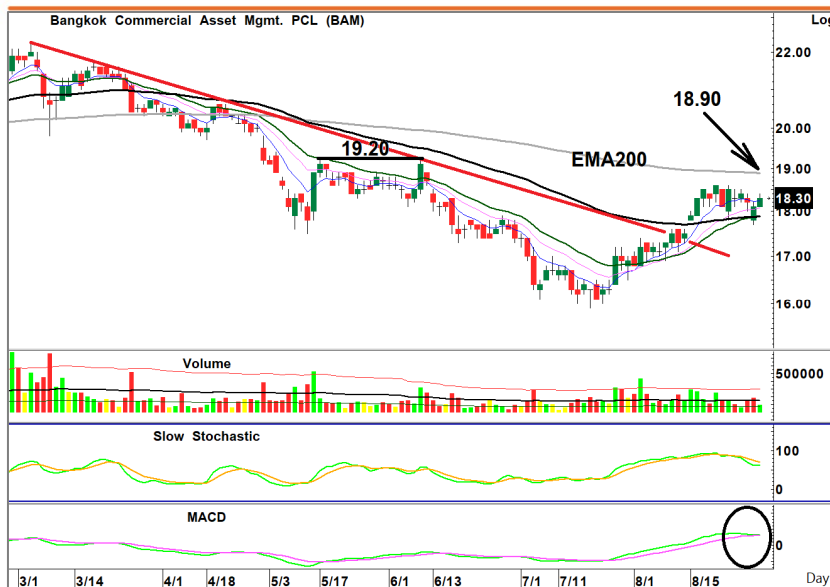 Bangkok Commercial Asset Mgmt. PCL (BAM)
Log
22.00
20.00
19.00
18.30
18.00
17.00
16.00
18.90
19.20
EMA200
Volume
500000
Slow Stochastic
100
0
MACD
0
3/1 3/14 4/1 4/18 5/3 5/17 6/1 6/13 7/1 7/11 8/1 8/15 Day